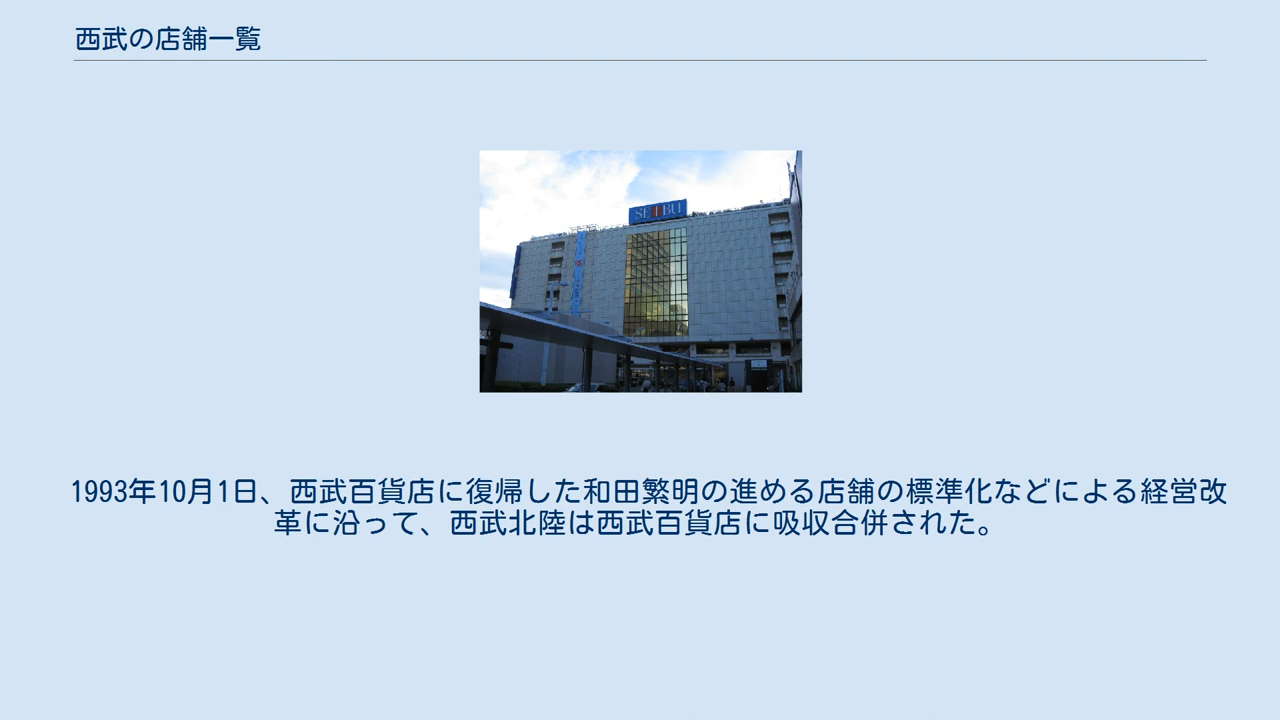 西武の店舗一覧
SEIBU
1993年10月1日、西武百貨店に復帰した和田繁明の進める店舗の標準化などによる経営改
革に沿って、西武北陸は西武百貨店に吸収合併された。